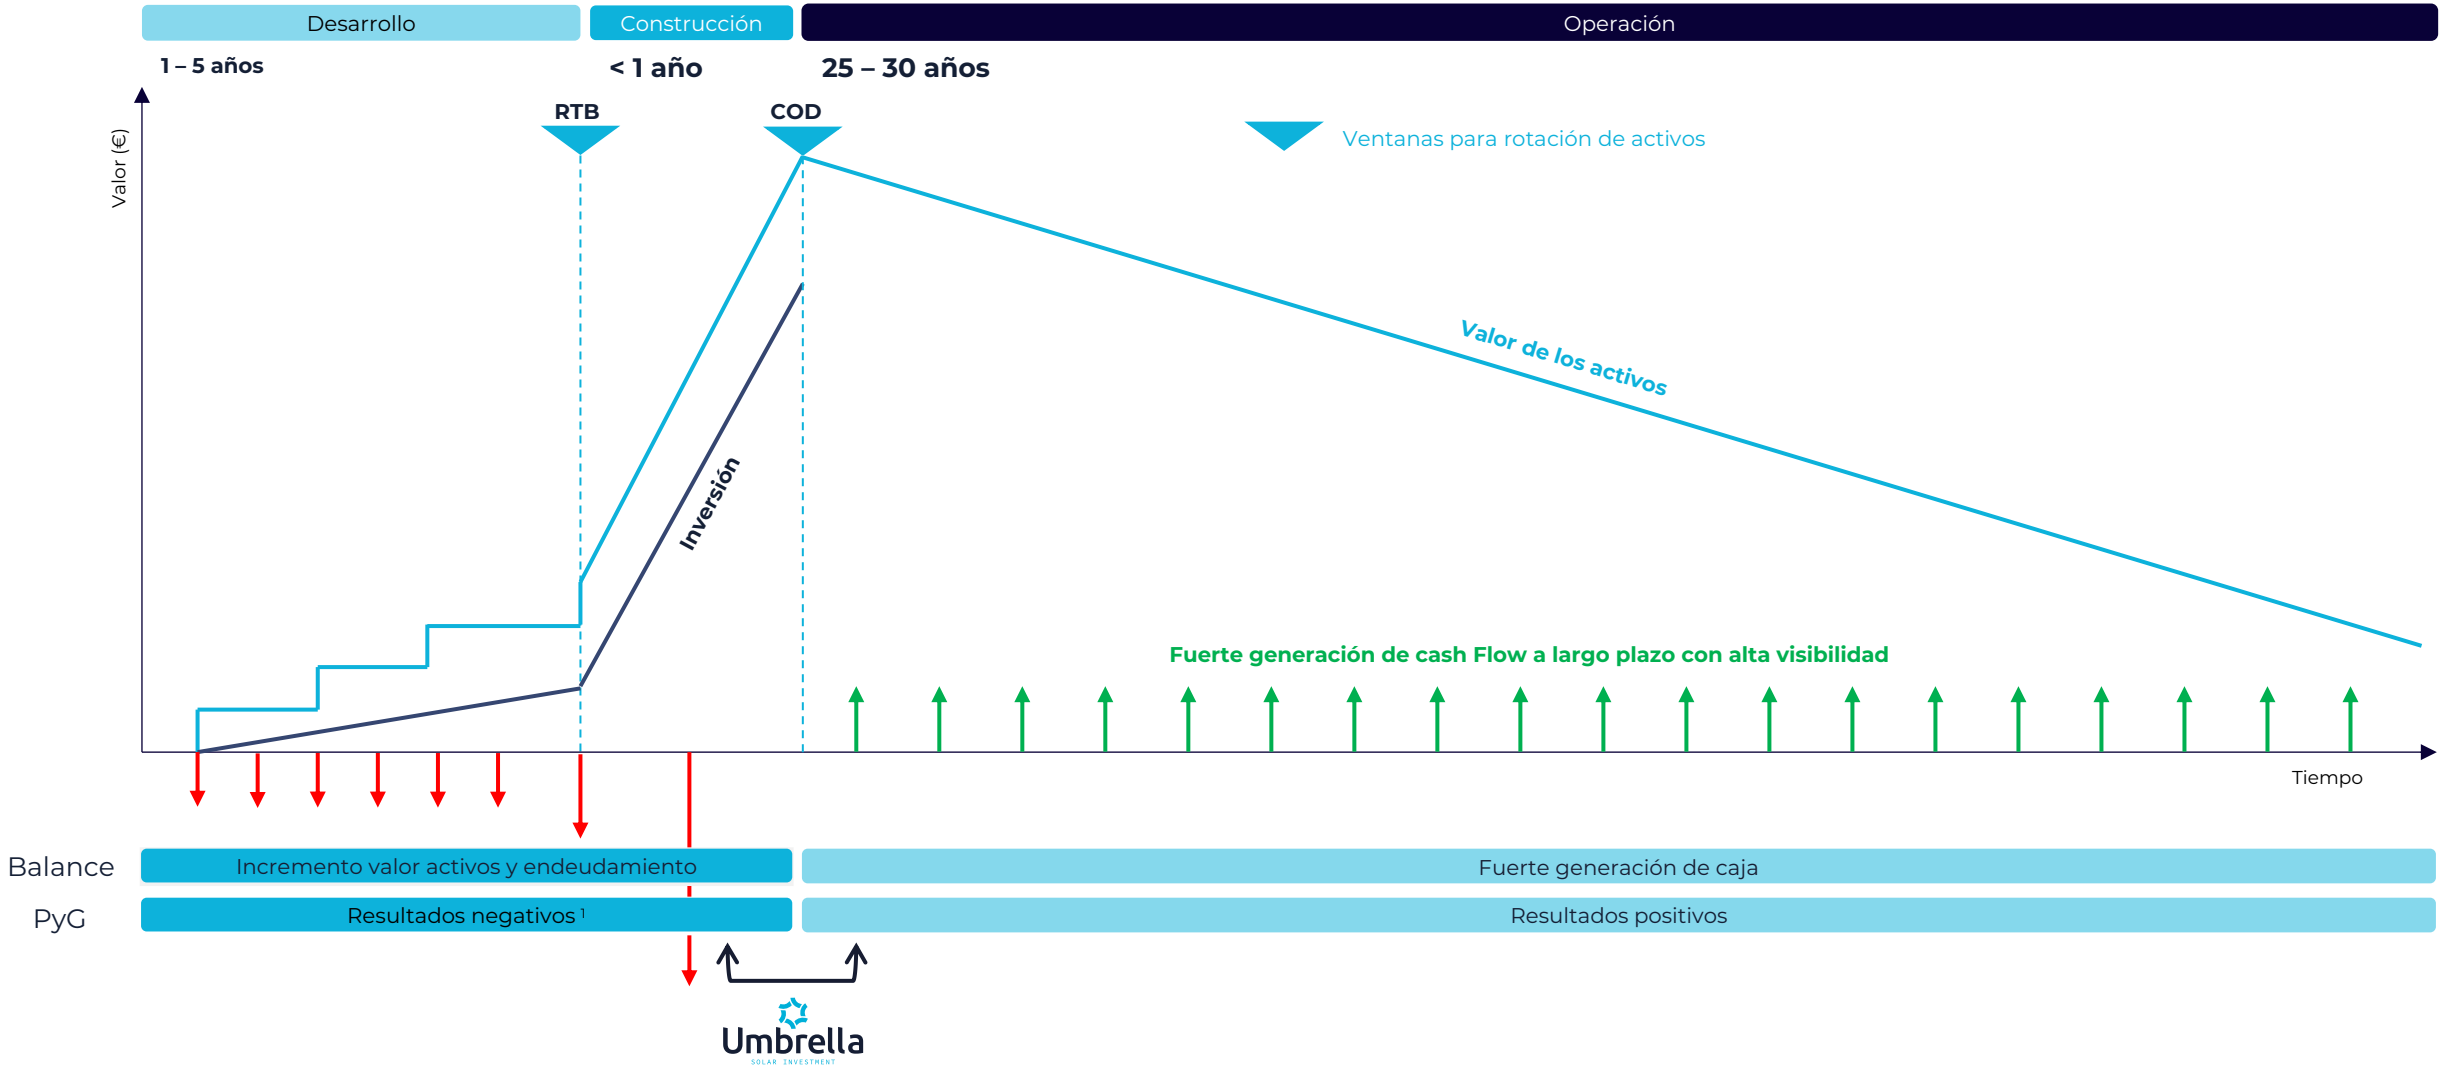 Desarrollo
Construcción
Operación
1 – 5 años
< 1 año
25 – 30 años
RTB
COD
Ventanas para rotación de activos
Valor (€)
Valor de los activos
Inversión
Fuerte generación de cash Flow a largo plazo con alta visibilidad
Tiempo
Balance
Incremento valor activos y endeudamiento
Fuerte generación de caja
PyG
Resultados negativos ¹
Resultados positivos
Umbrella
SOLAR INVESTMENT